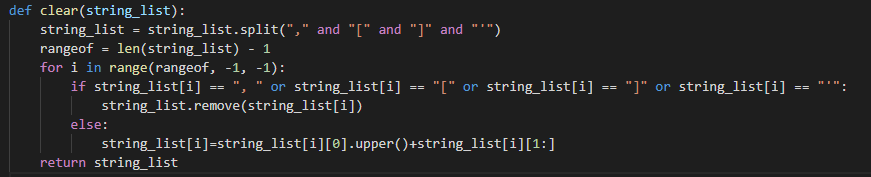 def clear(string_list):
    string_list = string_list.split("," and "[" and "]" and "'")
    rangeof = len(string_list) - 1
    for i in range(rangeof, -1, -1):
        if string_list[i] == ", " or string_list[i] == "[" or string_list[i] == "]" or string_list[i] == "'":
            string_list.remove(string_list[i])
        else:
            string_list[i]=string_list[i][0].upper()+string_list[i][1:]
    return string_list